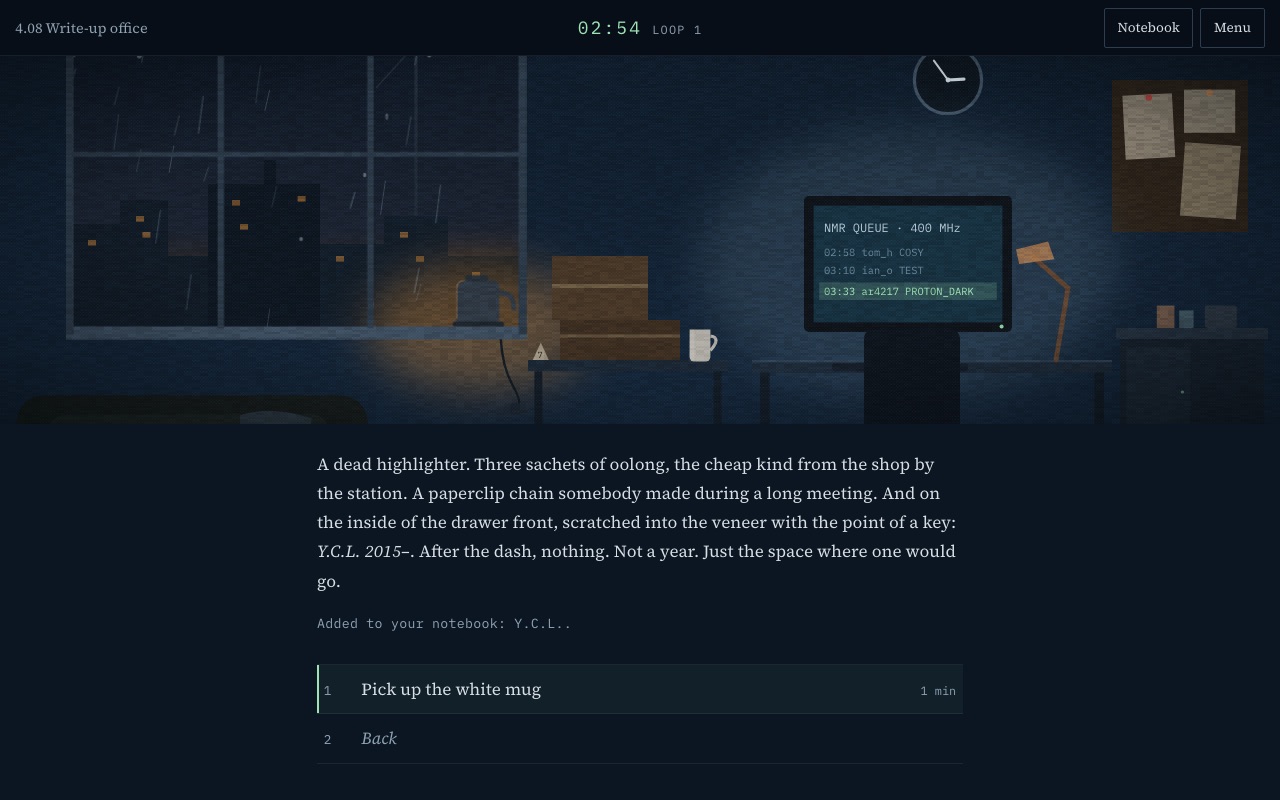 4.08 Write-up office
02:54 LOOP 1
Notebook
Menu
NMR QUEUE · 400 MHz
02:58 tom_h COSY
03:10 ian_o TEST
03:33 ar4217 PROTON_DARK
7
A dead highlighter. Three sachets of oolong, the cheap kind from the shop by
the station. A paperclip chain somebody made during a long meeting. And on
the inside of the drawer front, scratched into the veneer with the point of a key:
Y.C.L. 2015–. After the dash, nothing. Not a year. Just the space where one would
go.
Added to your notebook: Y.C.L..
1 Pick up the white mug 1 min
2 Back